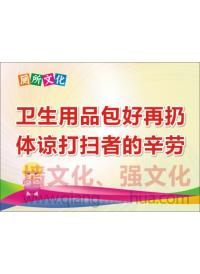 厕所文化
卫生用品包好再扔
体谅打扫者的辛劳
墙文化、强文化